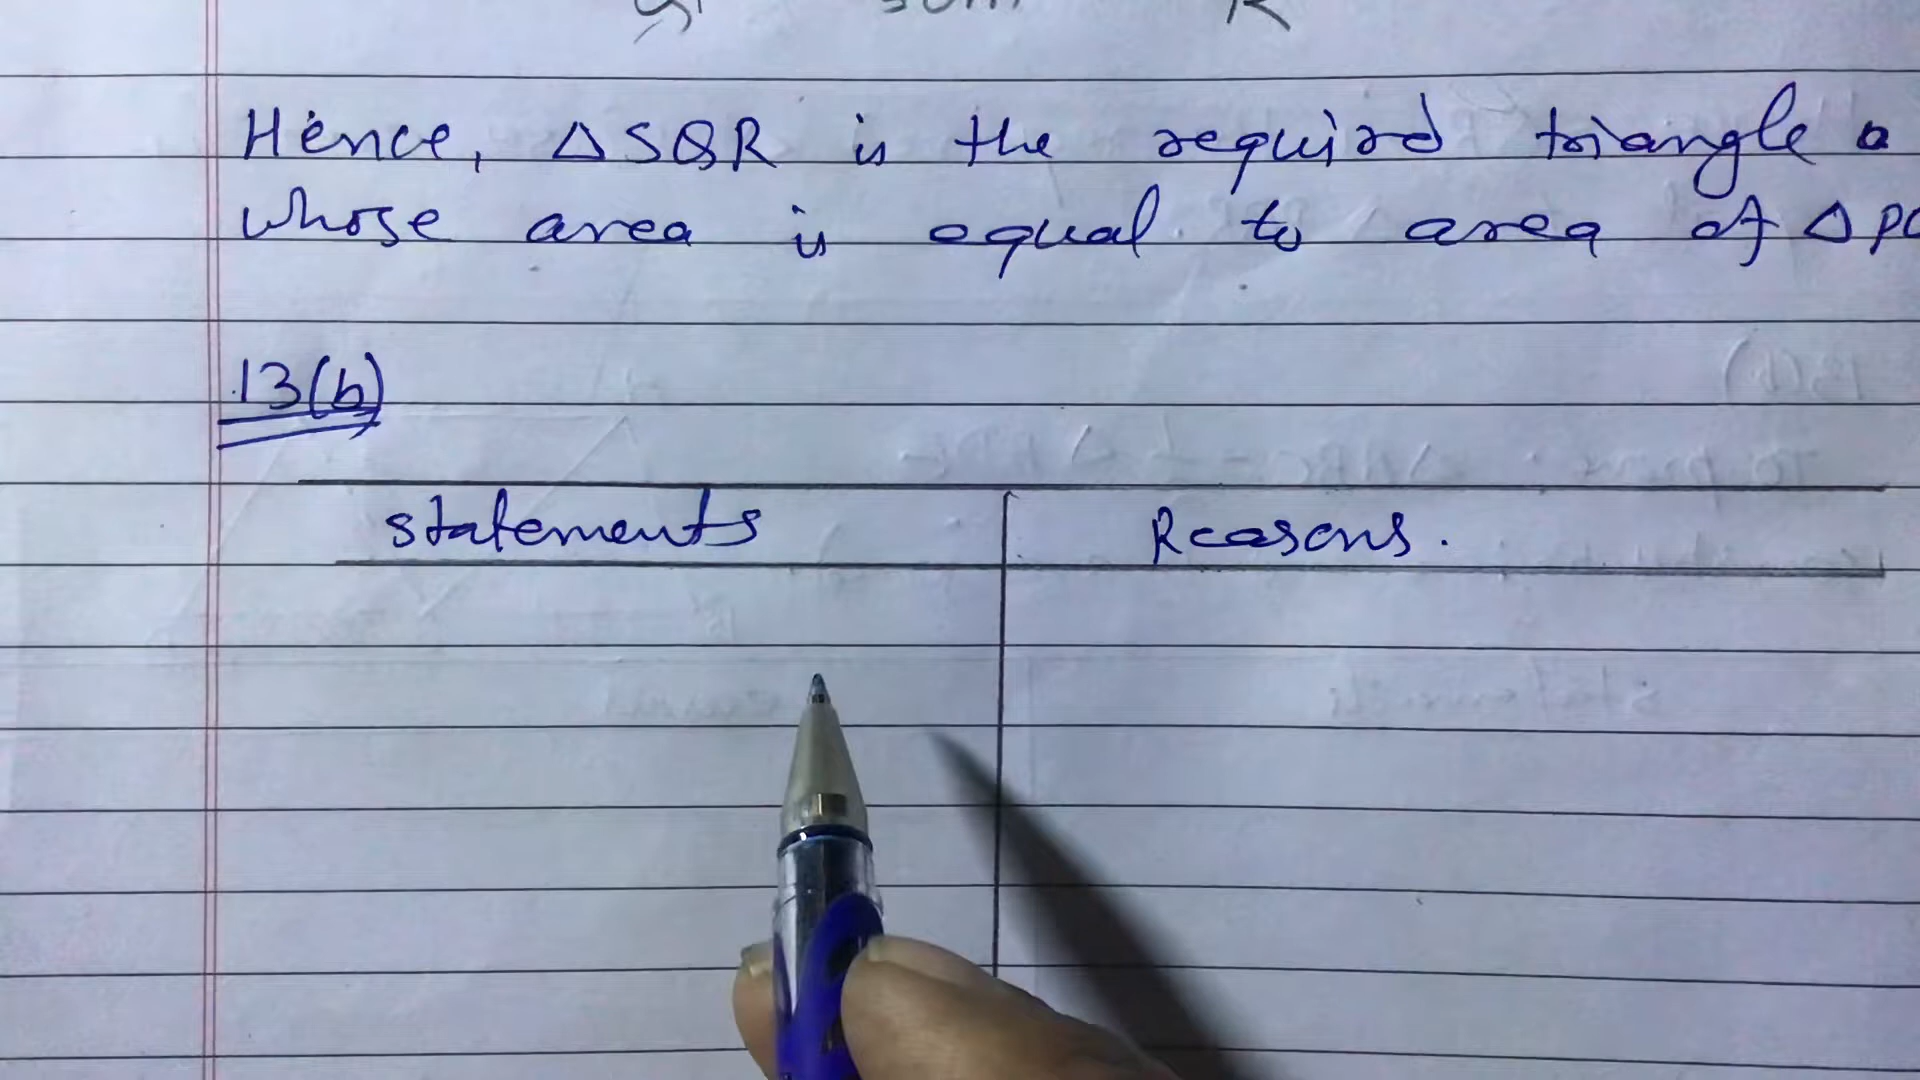 Hence, ΔSQR is the required triangle
whose area is equal to area of Δ
13(b)
statements
Reasons.